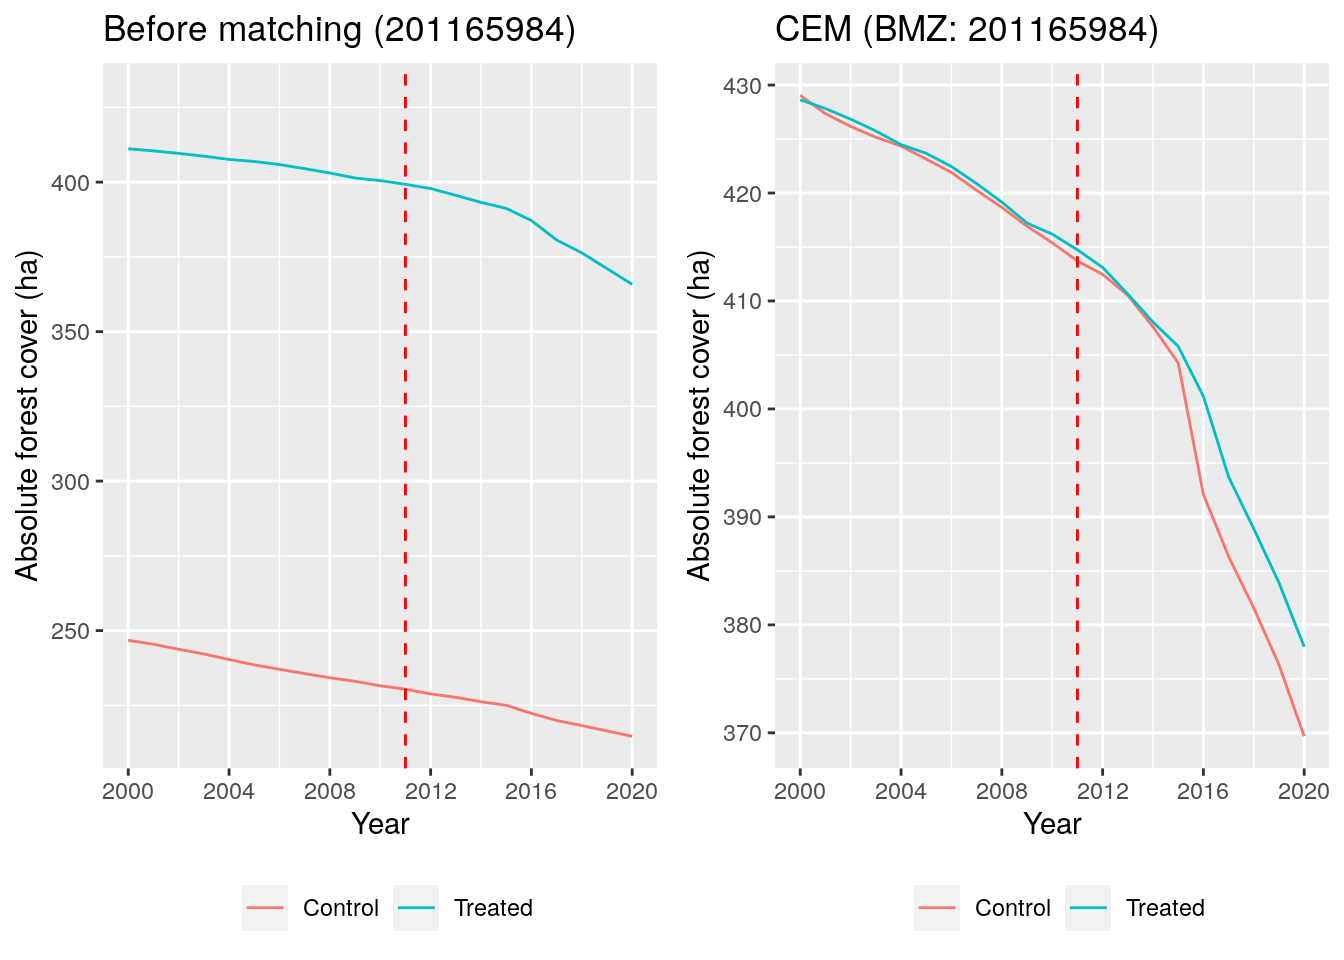 Before matching (201165984)
Absolute forest cover (ha)
400
350
300
250
2000 2004 2008 2012 2016 2020
Year
Control Treated
CEM (BMZ: 201165984)
Absolute forest cover (ha)
430
420
410
400
390
380
370
2000 2004 2008 2012 2016 2020
Year
Control Treated